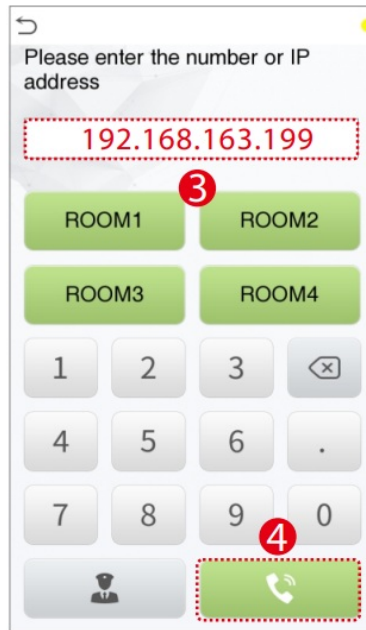 Please enter the number or IP
address
192.168.163.199
3
ROOM1 ROOM2
ROOM3 ROOM4
1 2 3
4 5 6 .
7 8 9 0
4